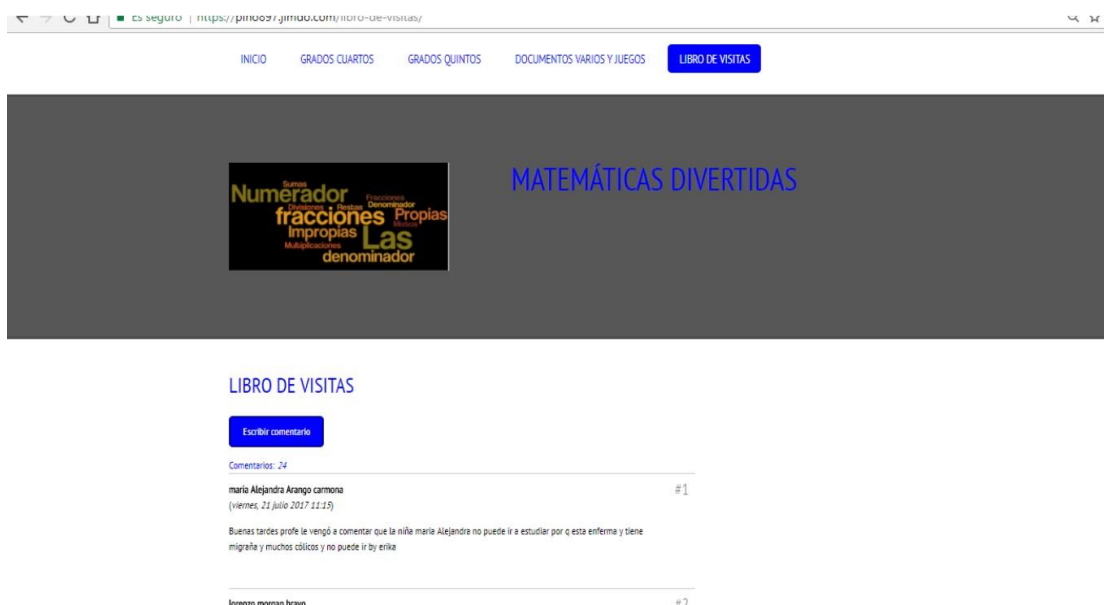 Es seguro | https://pino897.jimdo.com/libro-de-visitas/
INICIO GRADOS CUARTOS GRADOS QUINTOS DOCUMENTOS VARIOS Y JUEGOS LIBRO DE VISITAS
MATEMÁTICAS DIVERTIDAS
Sumas
Numerador Fracciones
Divisiones Restas Denominador
fracciones Propias
Impropias Mixtos
Multiplicaciones Las
denominador
LIBRO DE VISITAS
Escribir comentario
Comentarios: 24
maria Alejandra Arango carmona #1
(viernes, 21 julio 2017 11:15)
Buenas tardes profe le vengó a comentar que la niña maria Alejandra no puede ir a estudiar por q esta enferma y tiene
migraña y muchos cólicos y no puede ir by erika
lorenzo morgan bravo #2